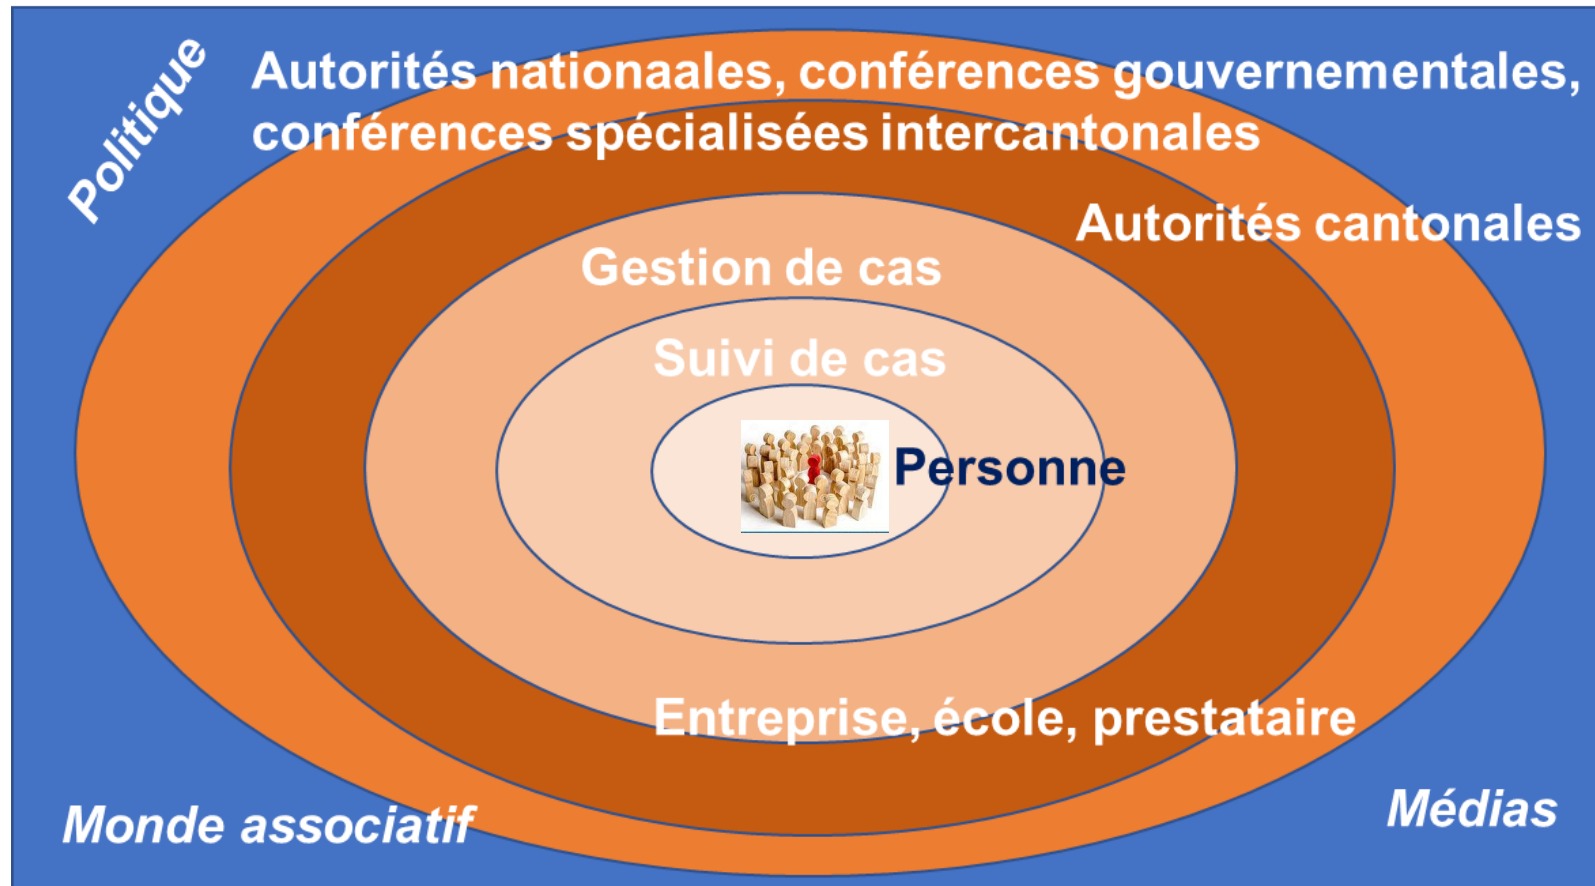 Politique
Autorités nationaales, conférences gouvernementales,
conférences spécialisées intercantonales
Autorités cantonales
Gestion de cas
Suivi de cas
Personne
Entreprise, école, prestataire
Monde associatif
Médias